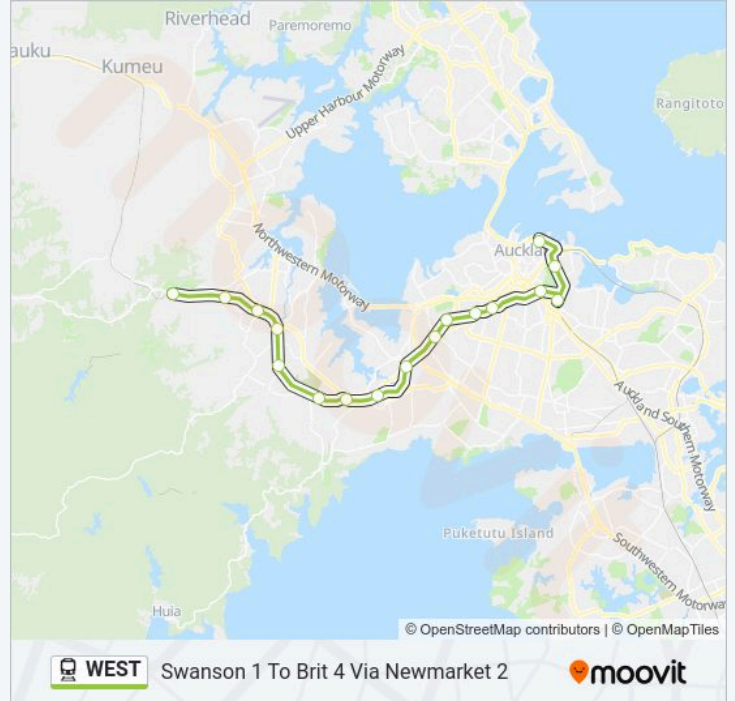 Riverhead
Paremoremo
auku
Kumeu
Upper Harbour Motorway
Rangitoto
Northwestern Motorway
Auckla
Auckland Southern Motorway
Puketutu Island
Southwestern Motorway
Huia
© OpenStreetMap contributors | © OpenMapTiles
WEST Swanson 1 To Brit 4 Via Newmarket 2 moovit